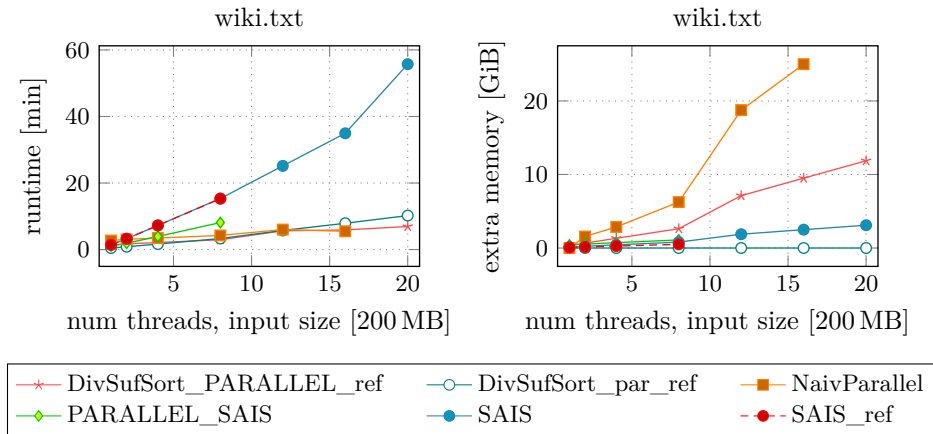 wiki.txt
runtime [min]
60
40
20
0
5
10
15
20
num threads, input size [200 MB]
wiki.txt
extra memory [GiB]
20
10
0
5
10
15
20
num threads, input size [200 MB]
DivSufSort_PARALLEL_ref
DivSufSort_par_ref
NaivParallel
PARALLEL_SAIS
SAIS
SAIS_ref